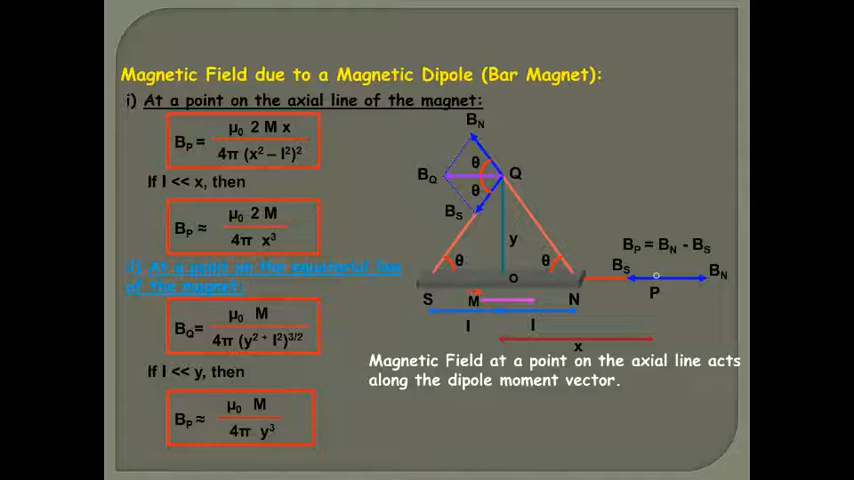 Magnetic Field due to a Magnetic Dipole (Bar Magnet):
i) At a point on the axial line of the magnet:
B_P = μ₀ 2 M x / 4π (x² – l²)²
If l << x, then
B_P ≈ μ₀ 2 M / 4π x³
ii) At a point on the equatorial line
of the magnet:
B_Q= μ₀ M / 4π (y² ⁺ l²)^3/2
If l << y, then
B_P ≈ μ₀ M / 4π y³
B_N
θ
B_Q
Q
θ
B_S
y
θ
θ
O
S
M
N
l
l
x
B_P = B_N - B_S
B_S
B_N
P
Magnetic Field at a point on the axial line acts
along the dipole moment vector.